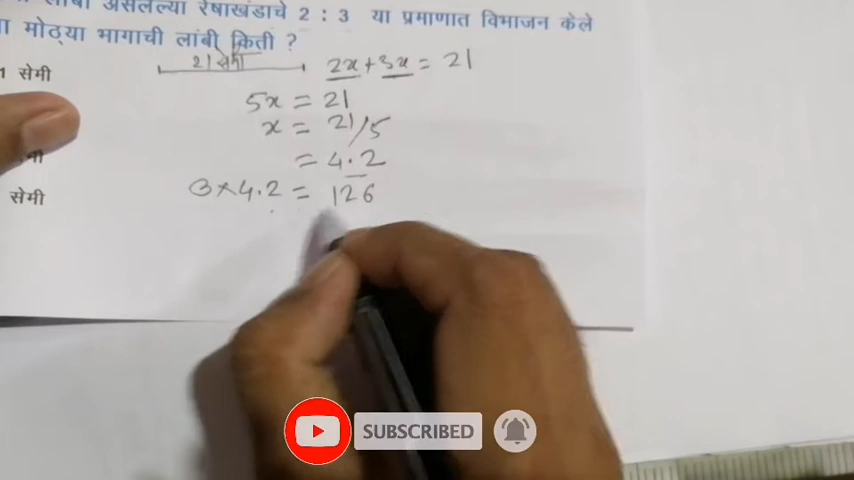 लांबी असलेल्या रेषाखंडाचे 2 : 3 या प्रमाणात विभाजन केले
मोठ्या भागाची लांबी किती ?
1 सेमी
21 सेमी
2x + 3x = 21
5x = 21
x = 21/5
= 4.2
सेमी
3 × 4.2 = 126
SUBSCRIBED